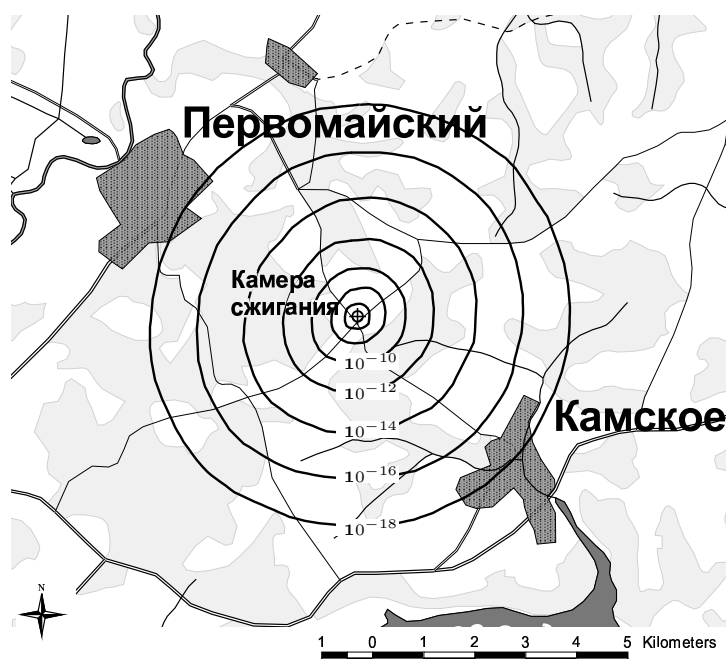 Первомайский
Камера
сжигания
10⁻¹⁰
10⁻¹²
10⁻¹⁴
Камское
10⁻¹⁶
10⁻¹⁸
N
1 0 1 2 3 4 5 Kilometers